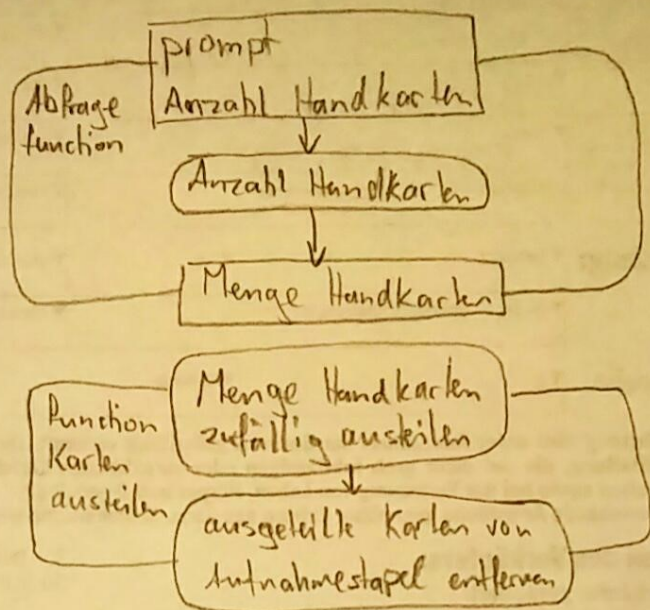 prompt
Anzahl Handkarten
Abfrage
function
Anzahl Handkarten
Menge Handkarten
Menge Handkarten
zufällig austeilen
Function
Karten
austeilen
ausgeteilte Karten von
Aufnahmestapel entfernen